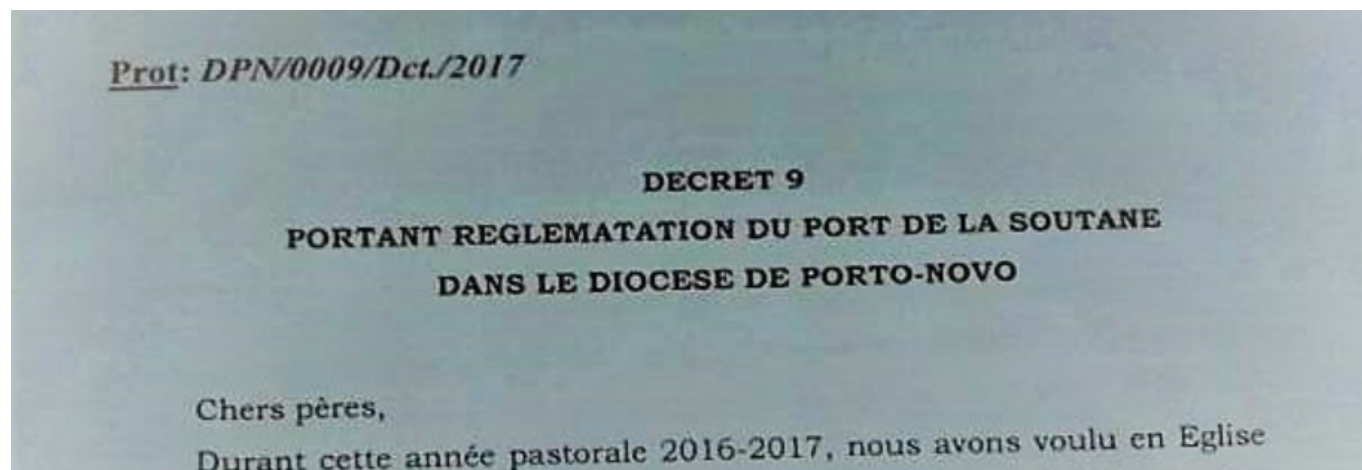 Prot: DPN/0009/Dct./2017
DECRET 9
PORTANT REGLEMATATION DU PORT DE LA SOUTANE
DANS LE DIOCESE DE PORTO-NOVO
Chers pères,
Durant cette année pastorale 2016-2017, nous avons voulu en Eglise